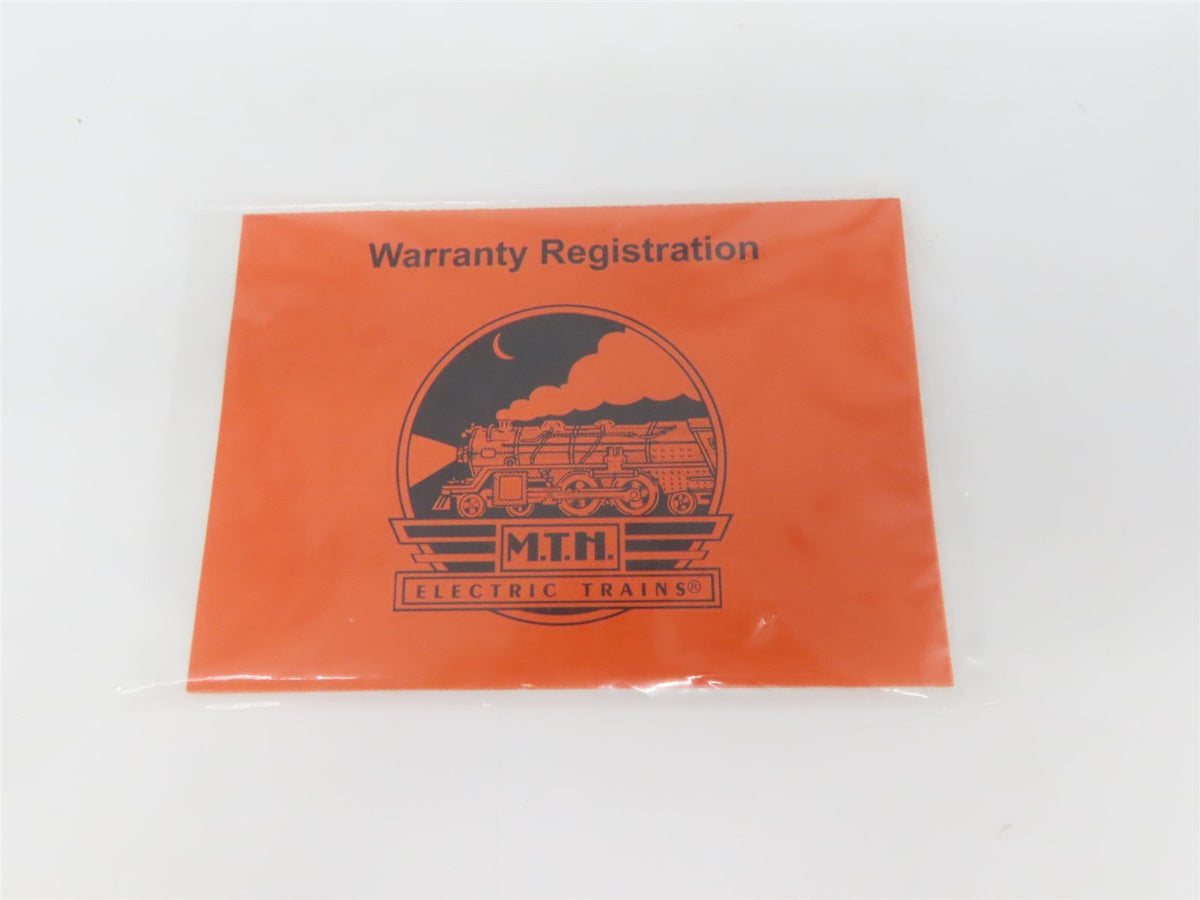 Warranty Registration
M.T.H.
ELECTRIC TRAINS®